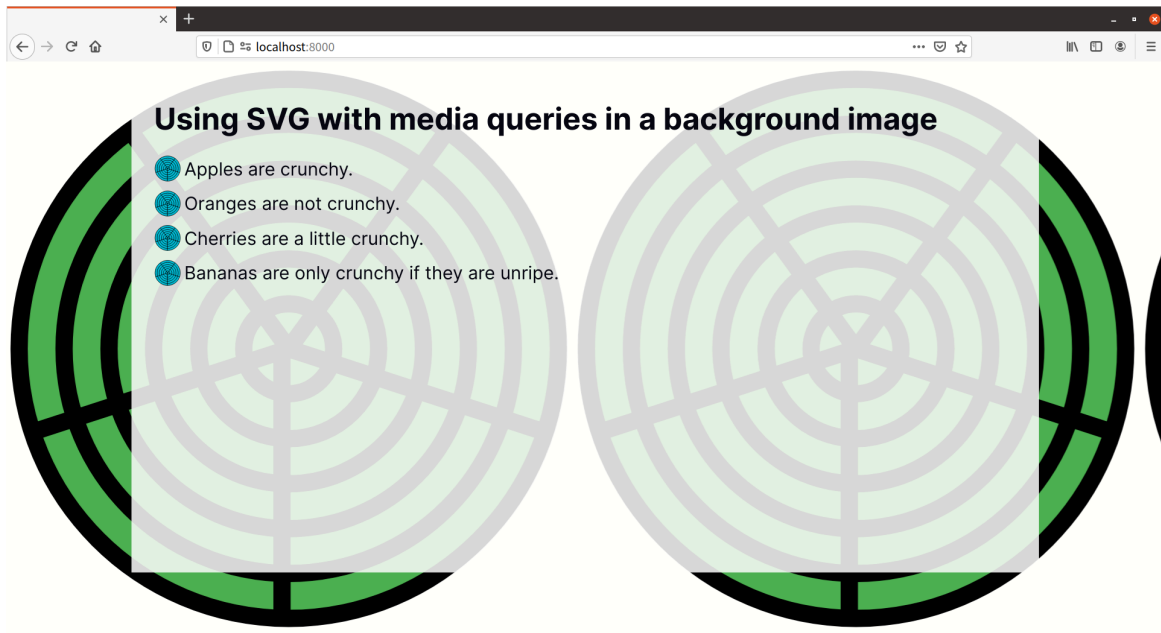 localhost:8000
Using SVG with media queries in a background image
Apples are crunchy.
Oranges are not crunchy.
Cherries are a little crunchy.
Bananas are only crunchy if they are unripe.